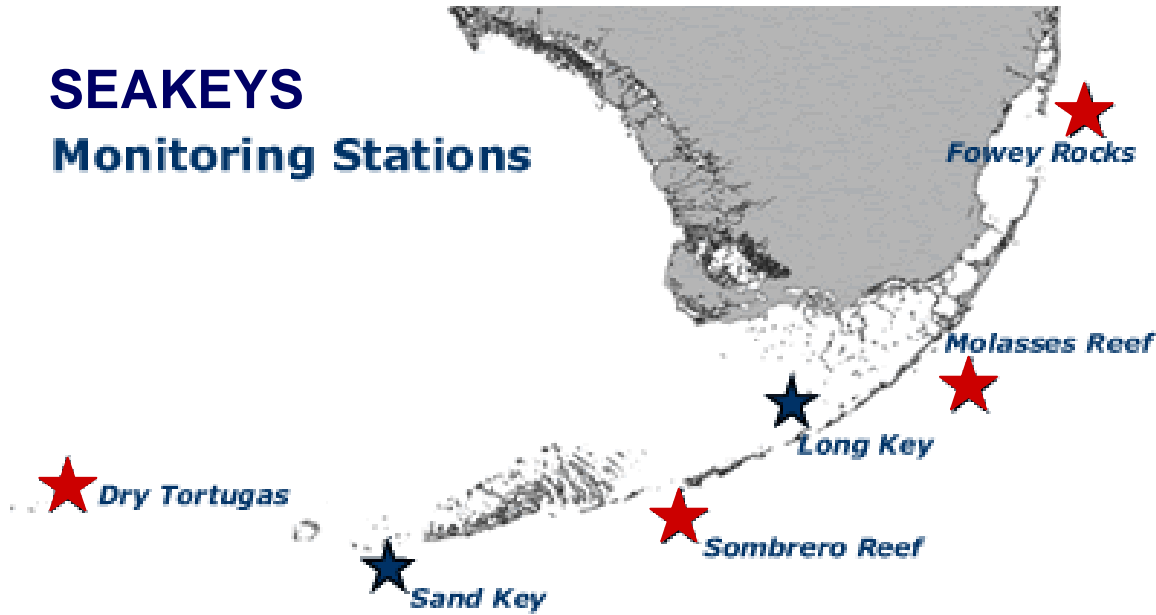 SEAKEYS
Monitoring Stations
Fowey Rocks
Molasses Reef
Long Key
Dry Tortugas
Sombrero Reef
Sand Key